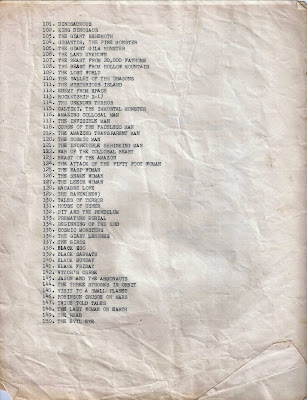 101. DINOSAURUS
102. KING DINOSAUR
103. THE GIANT BEHEMOTH
104. GIGANTIS, THE FIRE MONSTER
105. THE GIANT GILA MONSTER
106. THE LAND UNKNOWN
107. THE BEAST FROM 20,000 FATHOMS
108. THE BEAST FROM HOLLOW MOUNTAIN
109. THE LOST WORLD
110. THE VALLEY OF THE DRAGONS
111. THE MYSTERIOUS ISLAND
112. ENEMY FROM SPACE
113. ROCKETSHIP X-17
114. THE UNKNOWN TERROR
115. CALTIKI, THE IMMORTAL MONSTER
116. AMAZING COLLOSAL MAN
117. THE INVISIBLE MAN
118. CURSE OF THE FACELESS MAN
119. THE AMAZING TRANSPARENT MAN
120. THE COSMIC MAN
121. THE INCREDIBLE SHRINKING MAN
122. WAR OF THE COLLOSAL BEAST
123. BEAST OF THE AMAZON
124. THE ATTACK OF THE FIFTY FOOT WOMAN
125. THE WASP WOMAN
126. THE SNAKE WOMAN
127. THE LEECH WOMAN
128. MACABRE LOVE
129.
130. TALES OF TERROR
131. HOUSE OF USHER
132. PIT AND THE PENDULUM
133. PREMATURE BURIAL
134. BEGINNING OF THE END
135. COSMIC MONSTERS
136. THE GIANT LEECHES
137. THE BIRDS
138. BLACK ZOO
139. BLACK SABBATH
140. BLACK SUNDAY
141. BLACK FRIDAY
142. WITCH'S CURSE
143. JASON AND THE ARGONAUTS
144. THE THREE STOOGES IN ORBIT
145. VISIT TO A SMALL PLANET
146. ROBINSON CRUSOE ON MARS
147. TWICE TOLD TALES
148. THE LAST WOMAN ON EARTH
149. THE HEAD
150. THE EVIL EYE